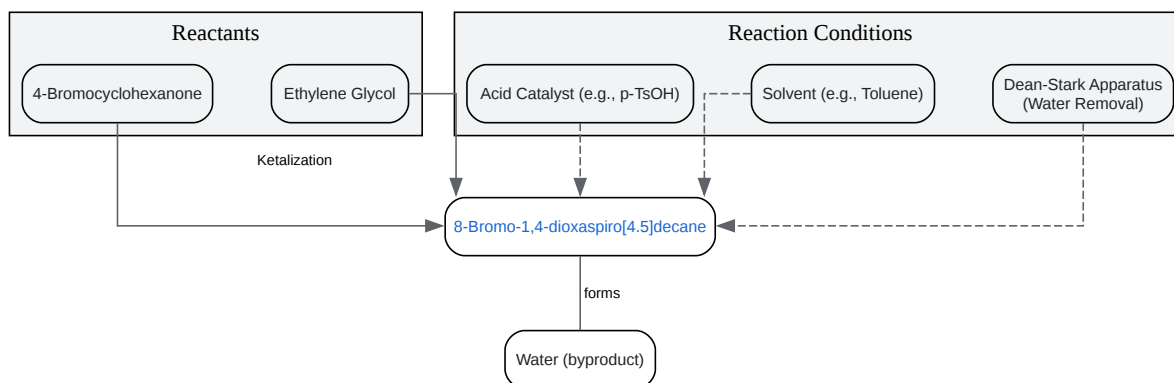 Reactants
Reaction Conditions
4-Bromocyclohexanone
Ethylene Glycol
Acid Catalyst (e.g., p-TsOH)
Solvent (e.g., Toluene)
Dean-Stark Apparatus
(Water Removal)
Ketalization
8-Bromo-1,4-dioxaspiro[4.5]decane
forms
Water (byproduct)